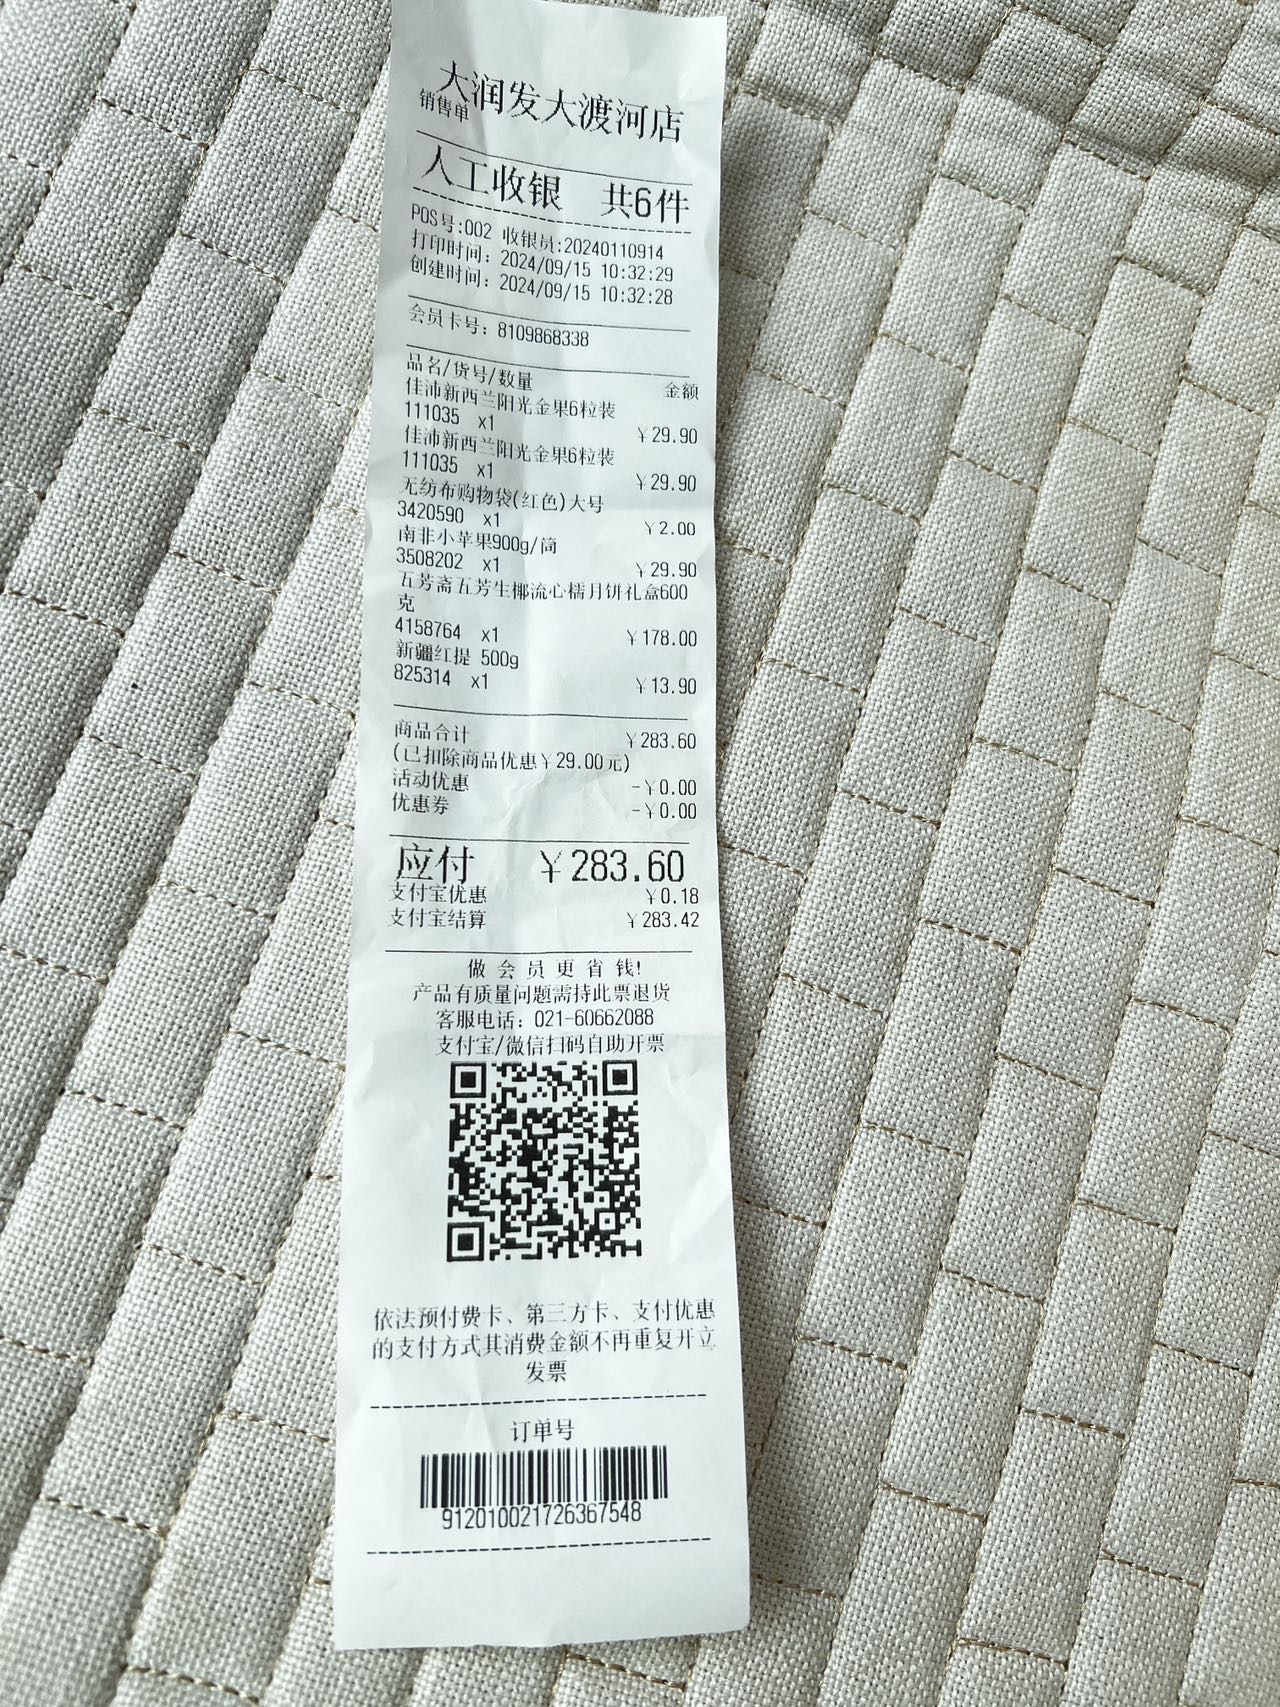 大润发大渡河店
销售单
人工收银 共6件
POS号:002 收银员:20240110914
打印时间: 2024/09/15 10:32:29
创建时间: 2024/09/15 10:32:28
会员卡号: 8109868338
品名/货号/数量 金额
佳沛新西兰阳光金果6粒装
111035 x1 ¥29.90
佳沛新西兰阳光金果6粒装
111035 x1 ¥29.90
无纺布购物袋(红色)大号
3420590 x1 ¥2.00
南非小苹果900g/筒
3508202 x1 ¥29.90
五芳斋五芳生椰流心糯月饼礼盒600
克
4158764 x1 ¥178.00
新疆红提 500g
825314 x1 ¥13.90
商品合计 ¥283.60
(已扣除商品优惠¥29.00元)
活动优惠 -¥0.00
优惠券 -¥0.00
应付 ¥283.60
支付宝优惠 ¥0.18
支付宝结算 ¥283.42
做会员更省钱!
产品有质量问题需持此票退货
客服电话: 021-60662088
支付宝/微信扫码自助开票
依法预付费卡、第三方卡、支付优惠
的支付方式其消费金额不再重复开立
发票
订单号
912010021726367548